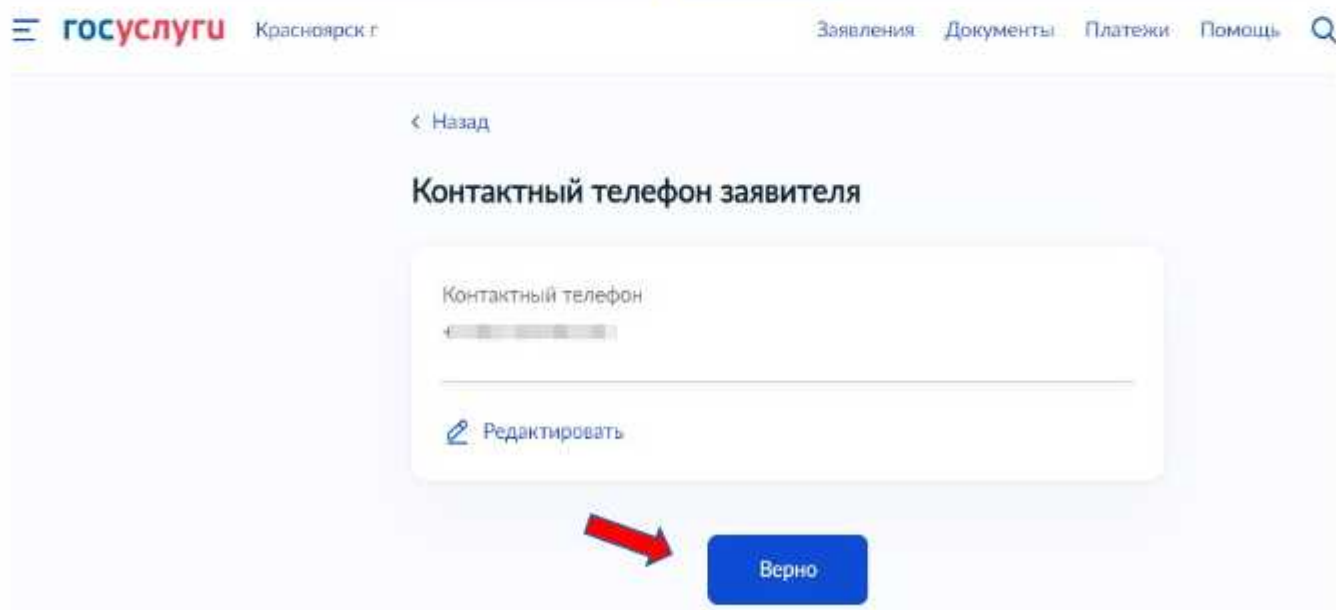 госуслуги Красноярск г Заявления Документы Платежи Помощь
Назад
Контактный телефон заявителя
Контактный телефон
Редактировать
Верно